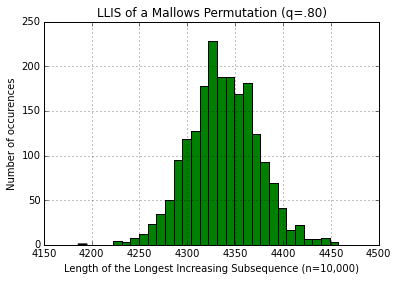 LLIS of a Mallows Permutation (q=.80)
250
200
150
100
50
0
Number of occurences
4150 4200 4250 4300 4350 4400 4450 4500
Length of the Longest Increasing Subsequence (n=10,000)